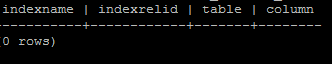 indexname | indexrelid | table | column
-----------+------------+-------+--------
(0 rows)